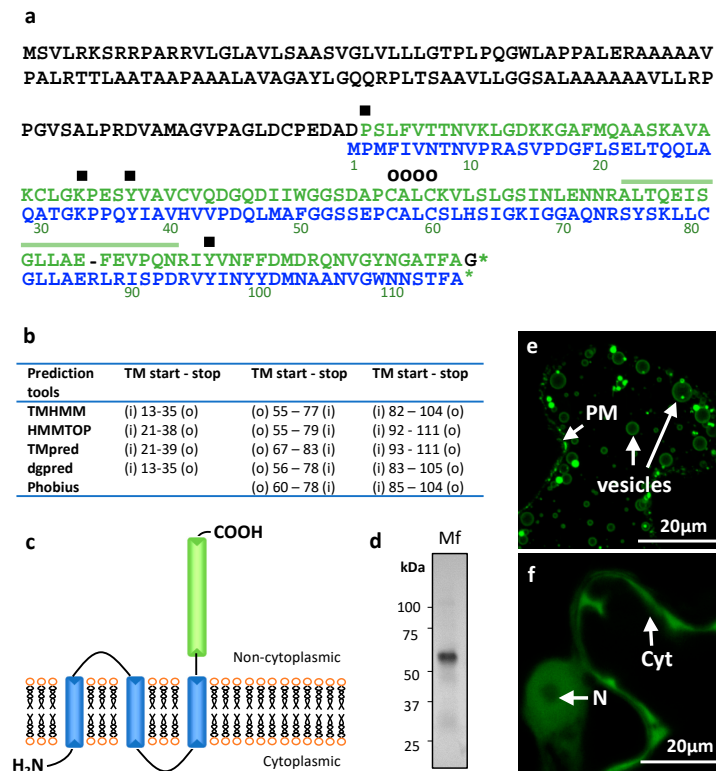 a
MSVLRKSRRPARRVLGLAVLSAASVGLVLLLGTPLPQGWLAPPALERAAAAAV
PALRTTLAATAAPAAALAVAGAYLGQQRPLTSAAVLLGGSALAAAAAAVLLRP
PGVSALPRDVAMAGVPAGLDCPEDADPSLFVTTNVKLGDKKGAFMQAASKAVA
MPMFIVNTNVPRASVPDGFLSELTQQLA
1 10 20
oooo
KCLGKPESYVAVCVQDGQDIIWGGSDAPCALCKVLSLGSINLENNRALTQEIS
QATGKPPQYIAVHVVPDQLMAFGGSSEPCALCSLHSIGKIGGAQNRSYSKLLC
30 40 50 60 70 80
GLLAE-FEVPQNRIYVNFFDMDRQNVGYNGATFAG*
GLLAERLRISPDRVYINYYDMNAANVGWNNSTFA*
90 100 110
b
Prediction tools TM start - stop TM start - stop TM start - stop
TMHMM (i) 13-35 (o) (o) 55 – 77 (i) (i) 82 – 104 (o)
HMMTOP (i) 21-38 (o) (o) 55 – 79 (i) (i) 92 - 111 (o)
TMpred (i) 21-39 (o) (o) 67 – 83 (i) (i) 93 - 111 (o)
dgpred (i) 13-35 (o) (o) 56 – 78 (i) (i) 83 – 105 (o)
Phobius (o) 60 – 78 (i) (i) 85 – 104 (o)
c
COOH
Non-cytoplasmic
H2N
Cytoplasmic
d
Mf
kDa
100
75
50
37
25
e
PM
vesicles
20µm
f
Cyt
N
20µm